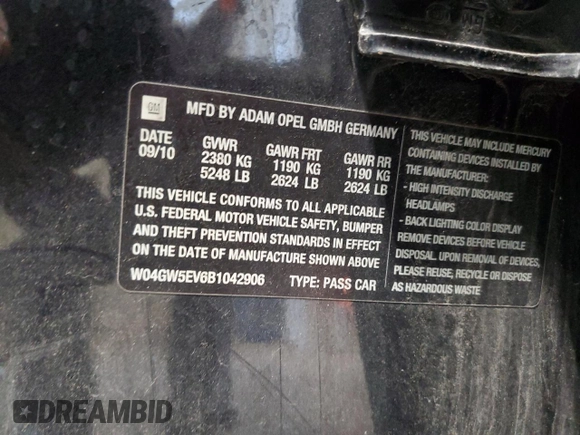 GM
MFD BY ADAM OPEL GMBH GERMANY
DATE GVWR GAWR FRT GAWR RR
09/10 2380 KG 1190 KG 1190 KG
5248 LB 2624 LB 2624 LB
THIS VEHICLE CONFORMS TO ALL APPLICABLE
U.S. FEDERAL MOTOR VEHICLE SAFETY, BUMPER
AND THEFT PREVENTION STANDARDS IN EFFECT
ON THE DATE OF MANUFACTURE SHOWN ABOVE
W04GW5EV6B1042906 TYPE: PASS CAR
THIS VEHICLE MAY INCLUDE MERCURY
CONTAINING DEVICES INSTALLED BY
THE MANUFACTURER:
- HIGH INTENSITY DISCHARGE
HEADLAMPS
- BACK LIGHTING COLOR DISPLAY
REMOVE DEVICES BEFORE VEHICLE
DISPOSAL. UPON REMOVAL OF DEVICES,
PLEASE REUSE, RECYCLE OR DISPOSE
AS HAZARDOUS WASTE
DREAMBID